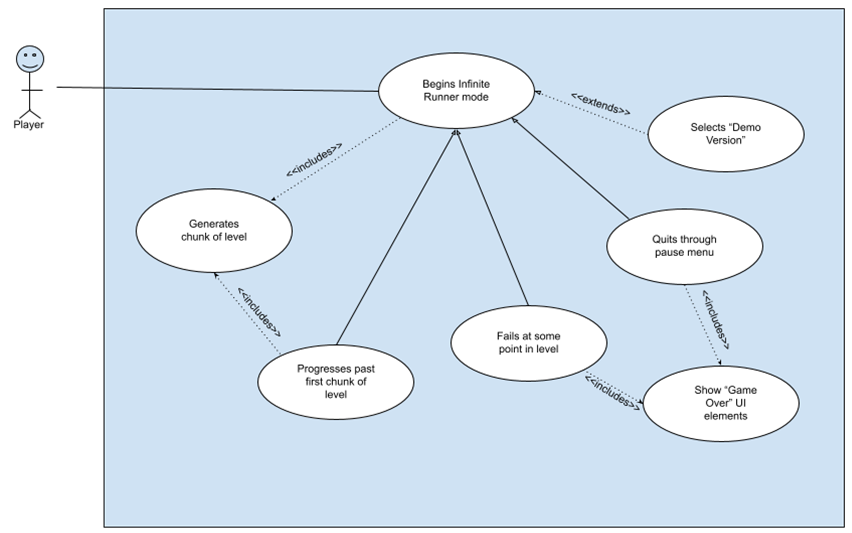 Player
Begins Infinite
Runner mode
<<extends>>
Selects “Demo
Version”
<<includes>>
Generates
chunk of level
Quits through
pause menu
<<includes>>
<<includes>>
Fails at some
point in level
Progresses past
first chunk of
level
<<includes>>
Show “Game
Over” UI
elements